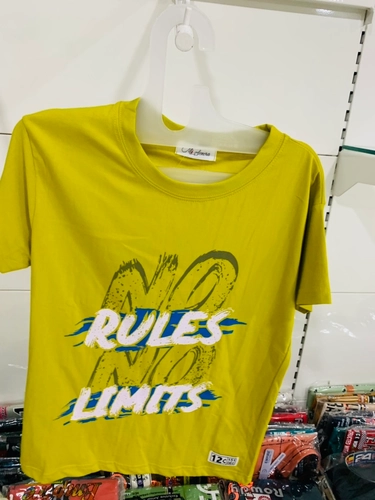 NO
RULES
NO
LIMITS
12